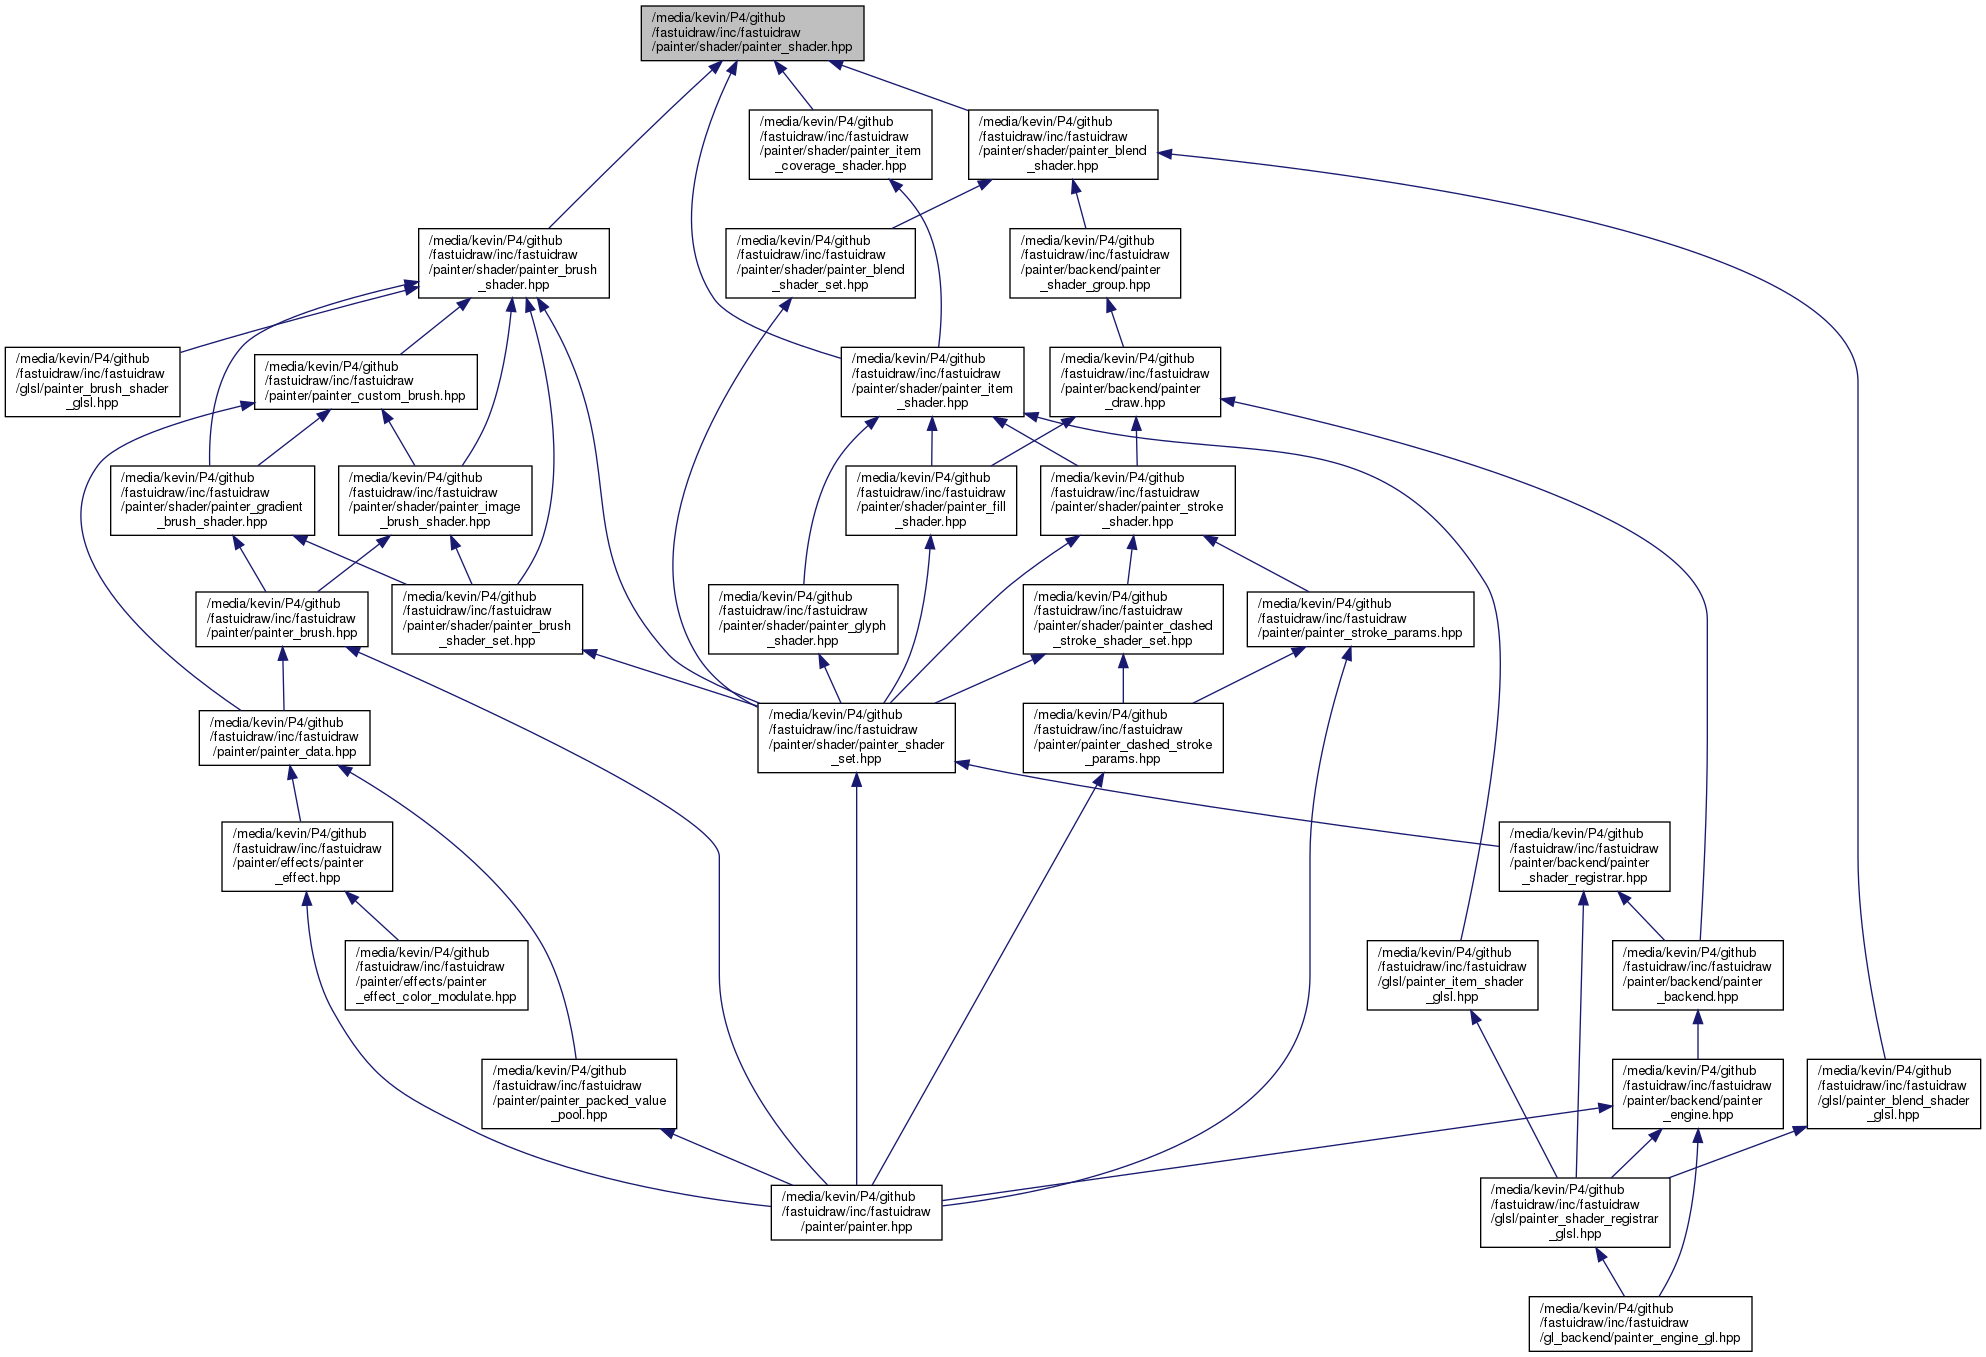 /media/kevin/P4/github
/fastuidraw/inc/fastuidraw
/painter/shader/painter_shader.hpp
/media/kevin/P4/github
/fastuidraw/inc/fastuidraw
/painter/shader/painter_item
_coverage_shader.hpp
/media/kevin/P4/github
/fastuidraw/inc/fastuidraw
/painter/shader/painter_blend
_shader.hpp
/media/kevin/P4/github
/fastuidraw/inc/fastuidraw
/painter/shader/painter_brush
_shader.hpp
/media/kevin/P4/github
/fastuidraw/inc/fastuidraw
/painter/shader/painter_blend
_shader_set.hpp
/media/kevin/P4/github
/fastuidraw/inc/fastuidraw
/painter/backend/painter
_shader_group.hpp
/media/kevin/P4/github
/fastuidraw/inc/fastuidraw
/glsl/painter_brush_shader
_glsl.hpp
/media/kevin/P4/github
/fastuidraw/inc/fastuidraw
/painter/painter_custom_brush.hpp
/media/kevin/P4/github
/fastuidraw/inc/fastuidraw
/painter/shader/painter_item
_shader.hpp
/media/kevin/P4/github
/fastuidraw/inc/fastuidraw
/painter/backend/painter
_draw.hpp
/media/kevin/P4/github
/fastuidraw/inc/fastuidraw
/painter/shader/painter_gradient
_brush_shader.hpp
/media/kevin/P4/github
/fastuidraw/inc/fastuidraw
/painter/shader/painter_image
_brush_shader.hpp
/media/kevin/P4/github
/fastuidraw/inc/fastuidraw
/painter/shader/painter_fill
_shader.hpp
/media/kevin/P4/github
/fastuidraw/inc/fastuidraw
/painter/shader/painter_stroke
_shader.hpp
/media/kevin/P4/github
/fastuidraw/inc/fastuidraw
/painter/painter_brush.hpp
/media/kevin/P4/github
/fastuidraw/inc/fastuidraw
/painter/shader/painter_brush
_shader_set.hpp
/media/kevin/P4/github
/fastuidraw/inc/fastuidraw
/painter/shader/painter_glyph
_shader.hpp
/media/kevin/P4/github
/fastuidraw/inc/fastuidraw
/painter/shader/painter_dashed
_stroke_shader_set.hpp
/media/kevin/P4/github
/fastuidraw/inc/fastuidraw
/painter/painter_stroke_params.hpp
/media/kevin/P4/github
/fastuidraw/inc/fastuidraw
/painter/painter_data.hpp
/media/kevin/P4/github
/fastuidraw/inc/fastuidraw
/painter/shader/painter_shader
_set.hpp
/media/kevin/P4/github
/fastuidraw/inc/fastuidraw
/painter/painter_dashed_stroke
_params.hpp
/media/kevin/P4/github
/fastuidraw/inc/fastuidraw
/painter/effects/painter
_effect.hpp
/media/kevin/P4/github
/fastuidraw/inc/fastuidraw
/painter/backend/painter
_shader_registrar.hpp
/media/kevin/P4/github
/fastuidraw/inc/fastuidraw
/painter/effects/painter
_effect_color_modulate.hpp
/media/kevin/P4/github
/fastuidraw/inc/fastuidraw
/glsl/painter_item_shader
_glsl.hpp
/media/kevin/P4/github
/fastuidraw/inc/fastuidraw
/painter/backend/painter
_backend.hpp
/media/kevin/P4/github
/fastuidraw/inc/fastuidraw
/painter/painter_packed_value
_pool.hpp
/media/kevin/P4/github
/fastuidraw/inc/fastuidraw
/painter/backend/painter
_engine.hpp
/media/kevin/P4/github
/fastuidraw/inc/fastuidraw
/glsl/painter_blend_shader
_glsl.hpp
/media/kevin/P4/github
/fastuidraw/inc/fastuidraw
/painter/painter.hpp
/media/kevin/P4/github
/fastuidraw/inc/fastuidraw
/glsl/painter_shader_registrar
_glsl.hpp
/media/kevin/P4/github
/fastuidraw/inc/fastuidraw
/gl_backend/painter_engine_gl.hpp